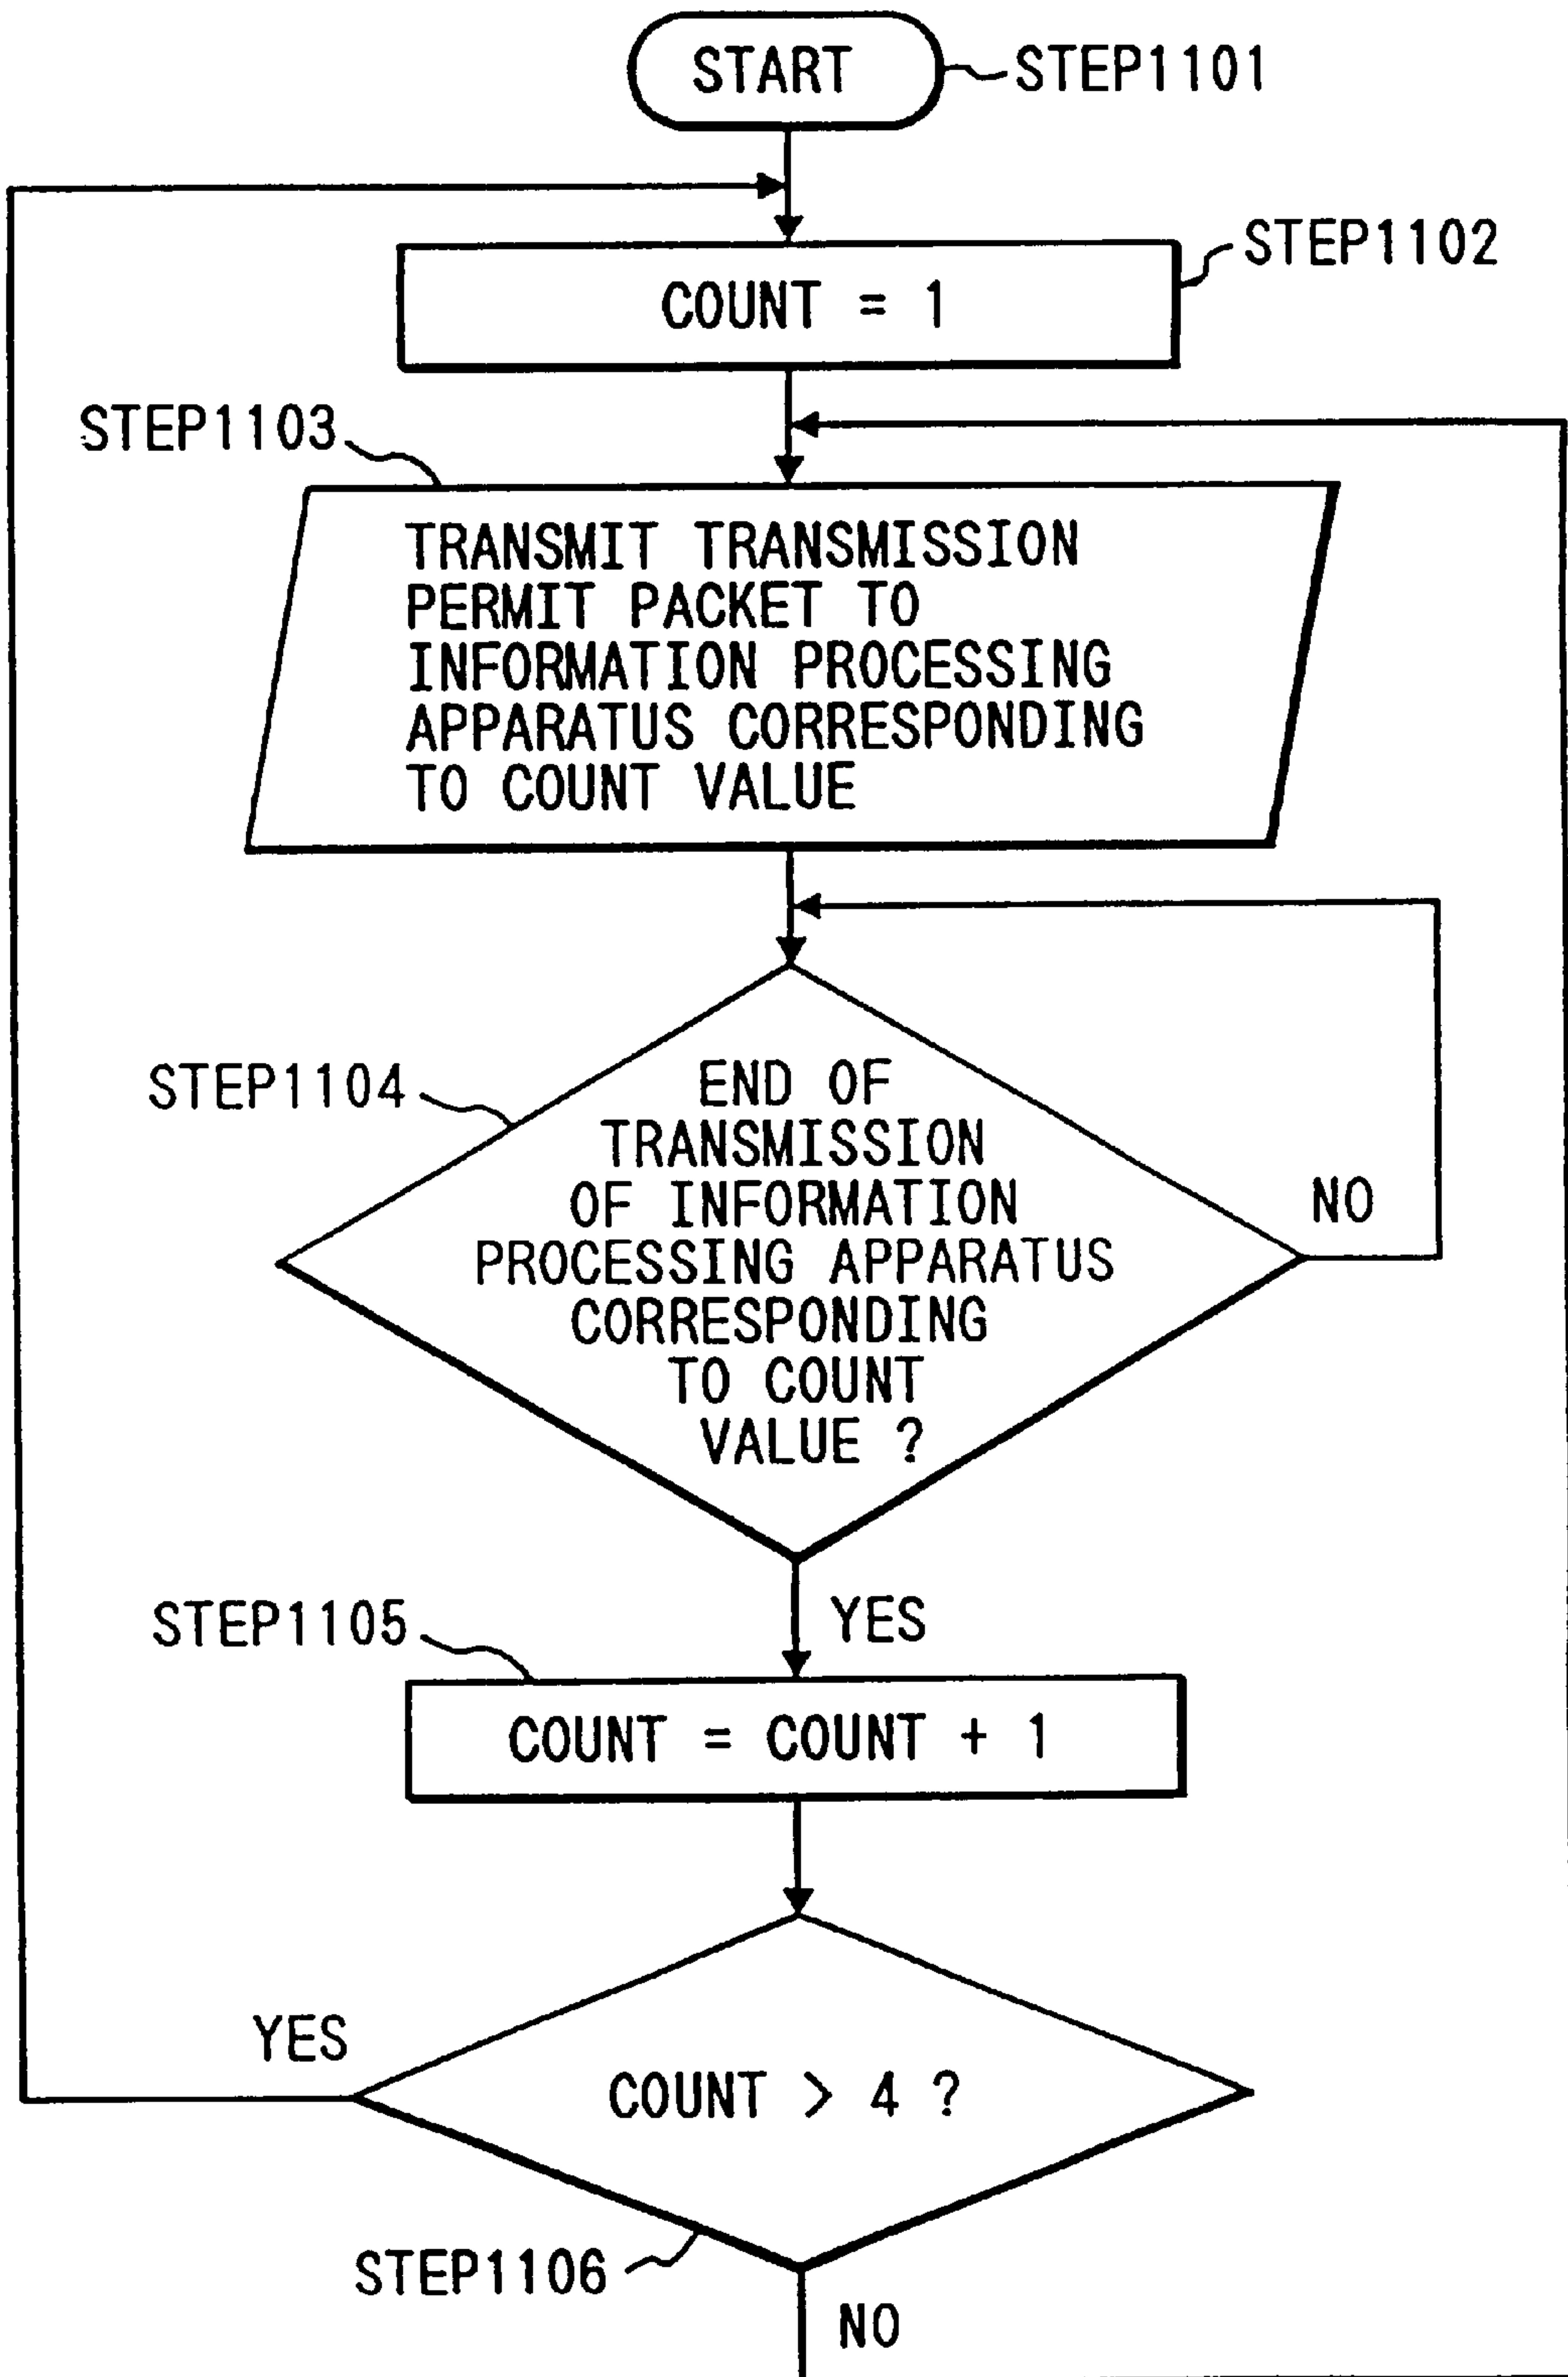 START
STEP1101
STEP1102
COUNT = 1
STEP1103
TRANSMIT TRANSMISSION
PERMIT PACKET TO
INFORMATION PROCESSING
APPARATUS CORRESPONDING
TO COUNT VALUE
STEP1104
END OF
TRANSMISSION
OF INFORMATION
PROCESSING APPARATUS
CORRESPONDING
TO COUNT
VALUE ?
NO
YES
STEP1105
COUNT = COUNT + 1
YES
COUNT > 4 ?
STEP1106
NO